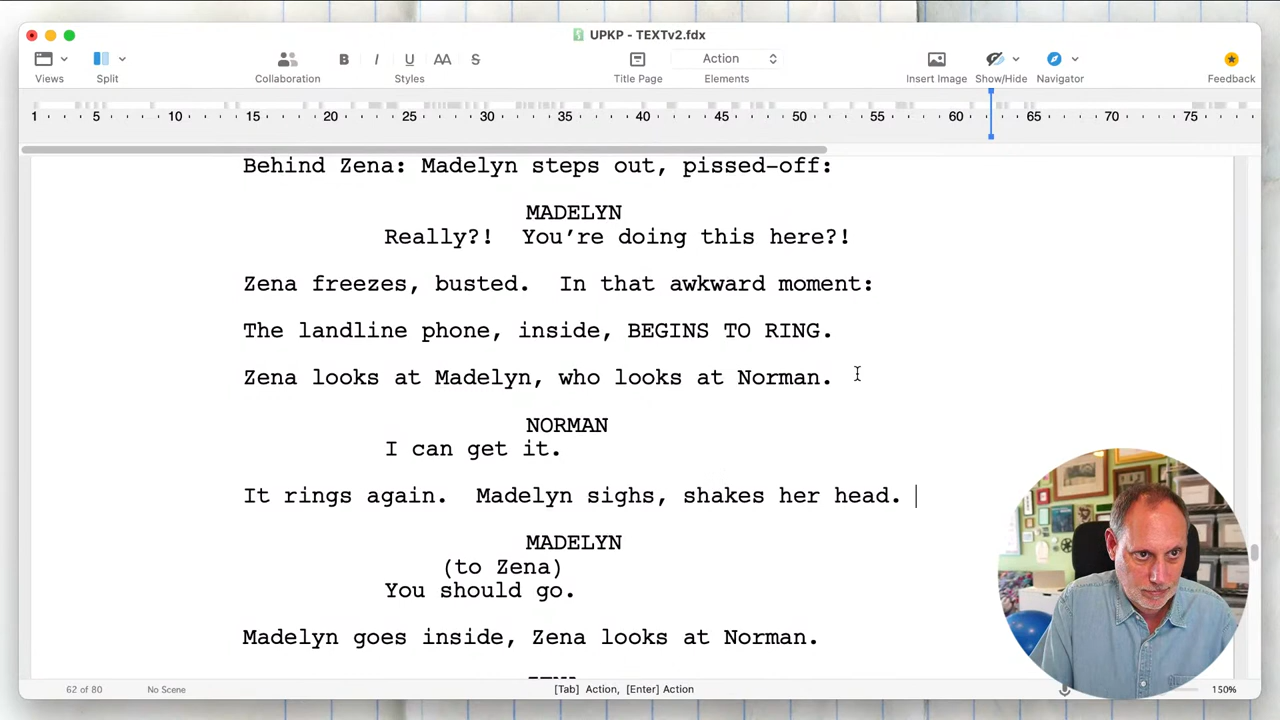 UPKP - TEXTv2.fdx
B I U AA S Action
Views Split Collaboration Styles Title Page Elements Insert Image Show/Hide Navigator Feedback
1 5 10 15 20 25 30 35 40 45 50 55 60 65 70 75
Behind Zena: Madelyn steps out, pissed-off:
MADELYN
Really?!  You’re doing this here?!
Zena freezes, busted.  In that awkward moment:
The landline phone, inside, BEGINS TO RING.
Zena looks at Madelyn, who looks at Norman.
NORMAN
I can get it.
It rings again.  Madelyn sighs, shakes her head.
MADELYN
(to Zena)
You should go.
Madelyn goes inside, Zena looks at Norman.
62 of 80 No Scene [Tab] Action, [Enter] Action 150%